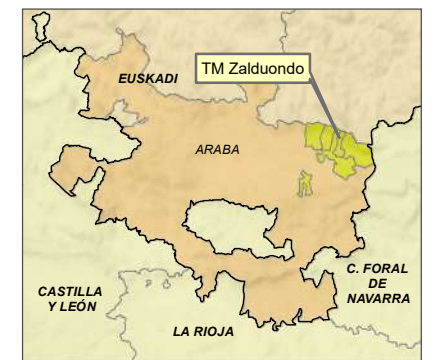 TM Zalduondo
EUSKADI
ARABA
C. FORAL
DE
NAVARRA
CASTILLA
Y LEÓN
LA RIOJA